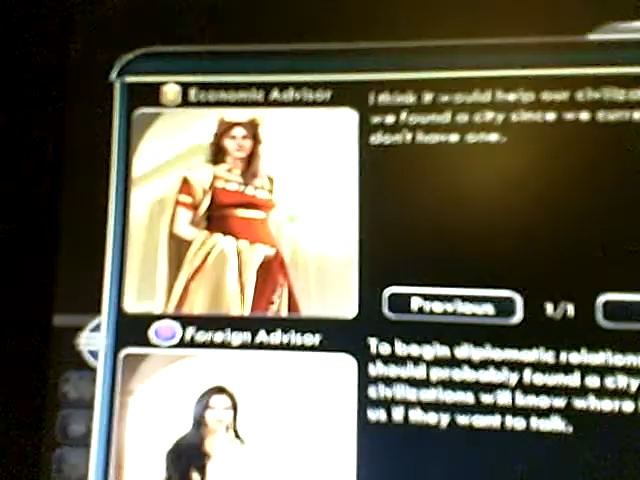 Economic Advisor
I think it would help our civiliza
we found a city since we curre
don't have one.
Previous
1/1
Foreign Advisor
To begin diplomatic relation
should probably found a city
civilizations will know where
us if they want to talk.